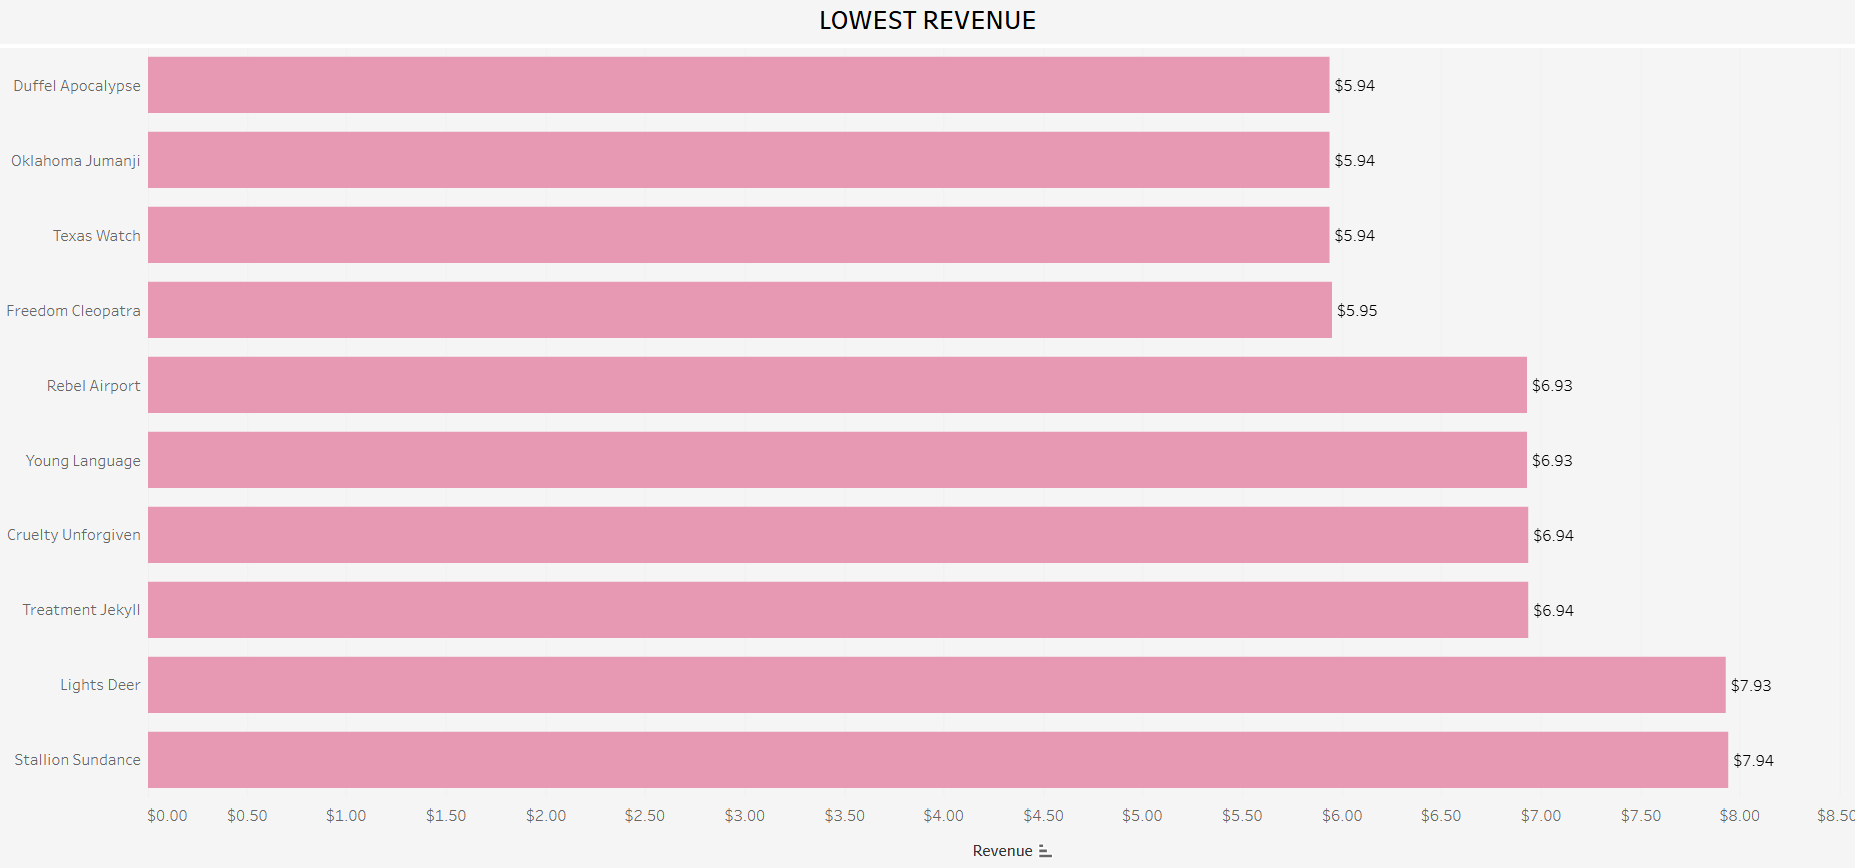 LOWEST REVENUE
Duffel Apocalypse $5.94
Oklahoma Jumanji $5.94
Texas Watch $5.94
Freedom Cleopatra $5.95
Rebel Airport $6.93
Young Language $6.93
Cruelty Unforgiven $6.94
Treatment Jekyll $6.94
Lights Deer $7.93
Stallion Sundance $7.94
$0.00 $0.50 $1.00 $1.50 $2.00 $2.50 $3.00 $3.50 $4.00 $4.50 $5.00 $5.50 $6.00 $6.50 $7.00 $7.50 $8.00 $8.50
Revenue